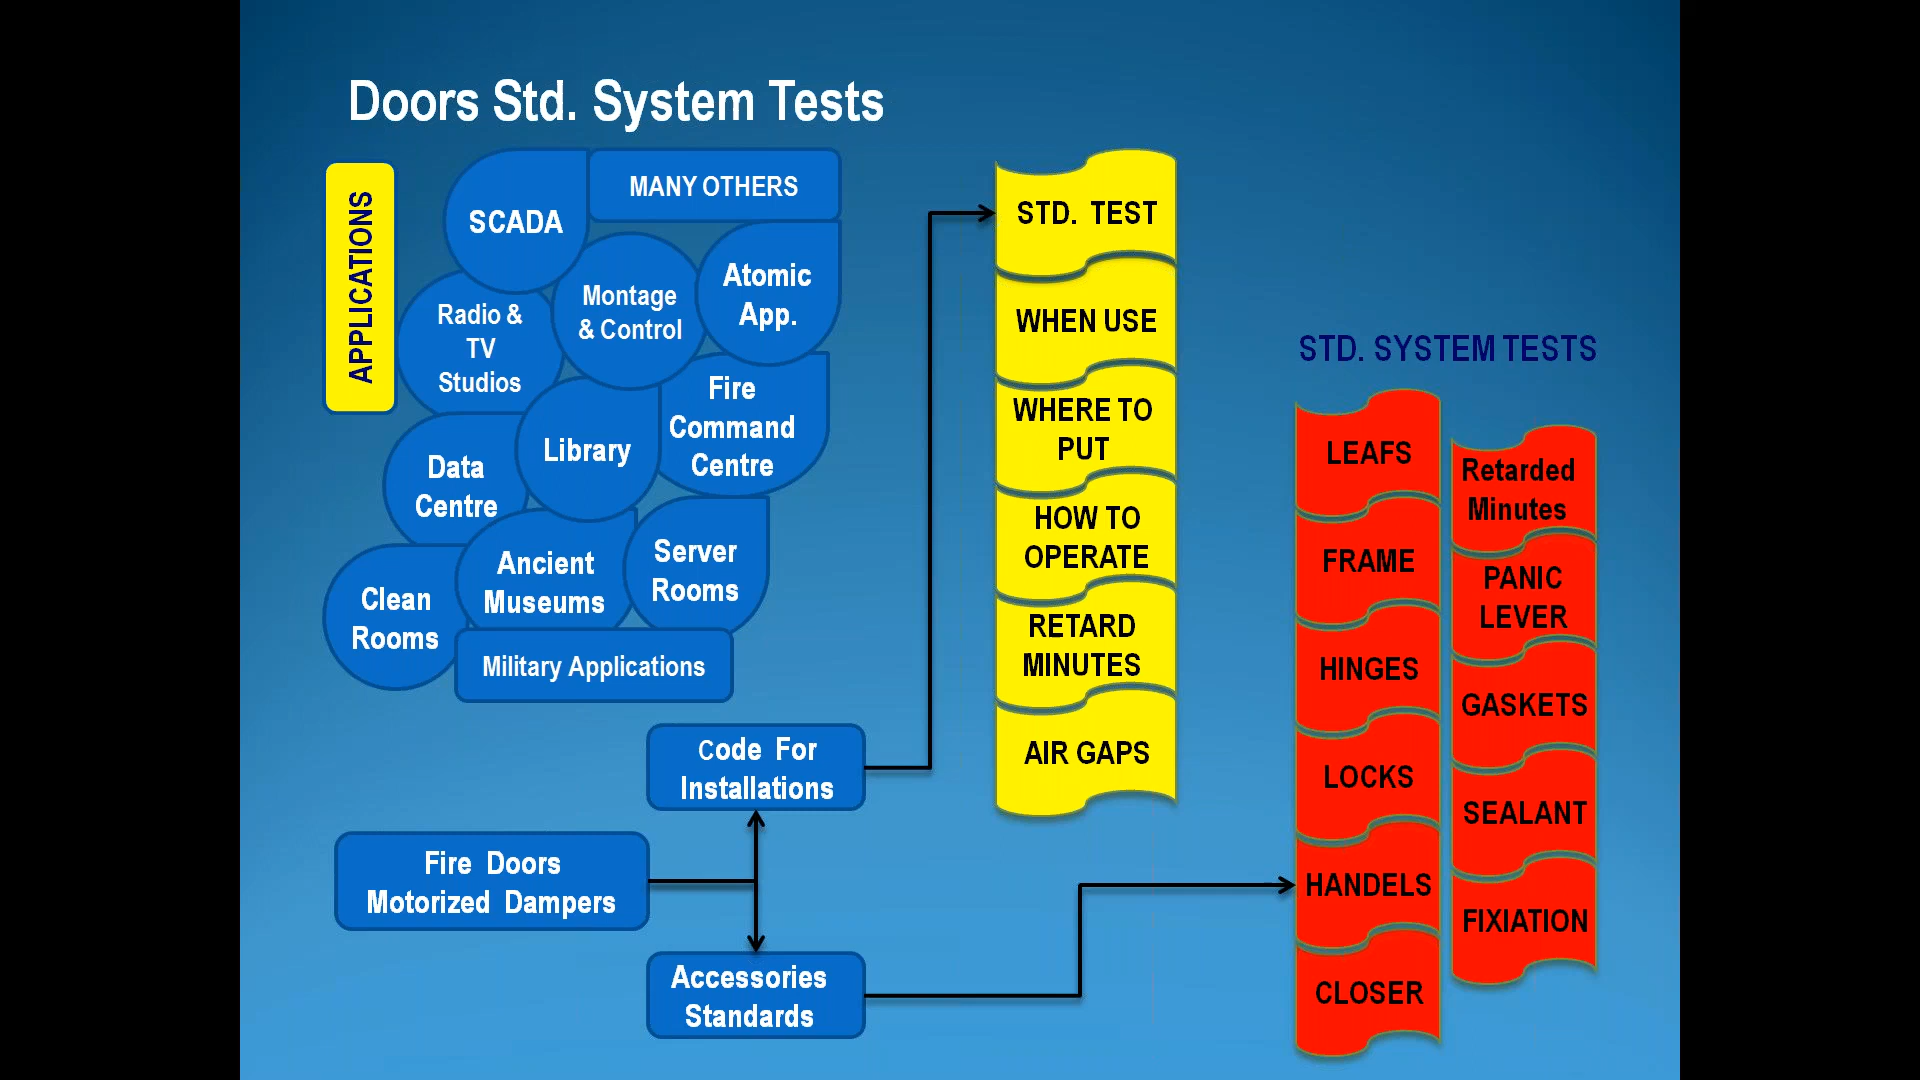 Doors Std. System Tests
APPLICATIONS
SCADA
MANY OTHERS
Radio &
TV
Studios
Montage
& Control
Atomic
App.
Data
Centre
Library
Fire
Command
Centre
Clean
Rooms
Ancient
Museums
Server
Rooms
Military Applications
Code For
Installations
Fire Doors
Motorized Dampers
Accessories
Standards
STD. TEST
WHEN USE
WHERE TO
PUT
HOW TO
OPERATE
RETARD
MINUTES
AIR GAPS
STD. SYSTEM TESTS
LEAFS
FRAME
HINGES
LOCKS
HANDELS
CLOSER
Retarded
Minutes
PANIC
LEVER
GASKETS
SEALANT
FIXIATION